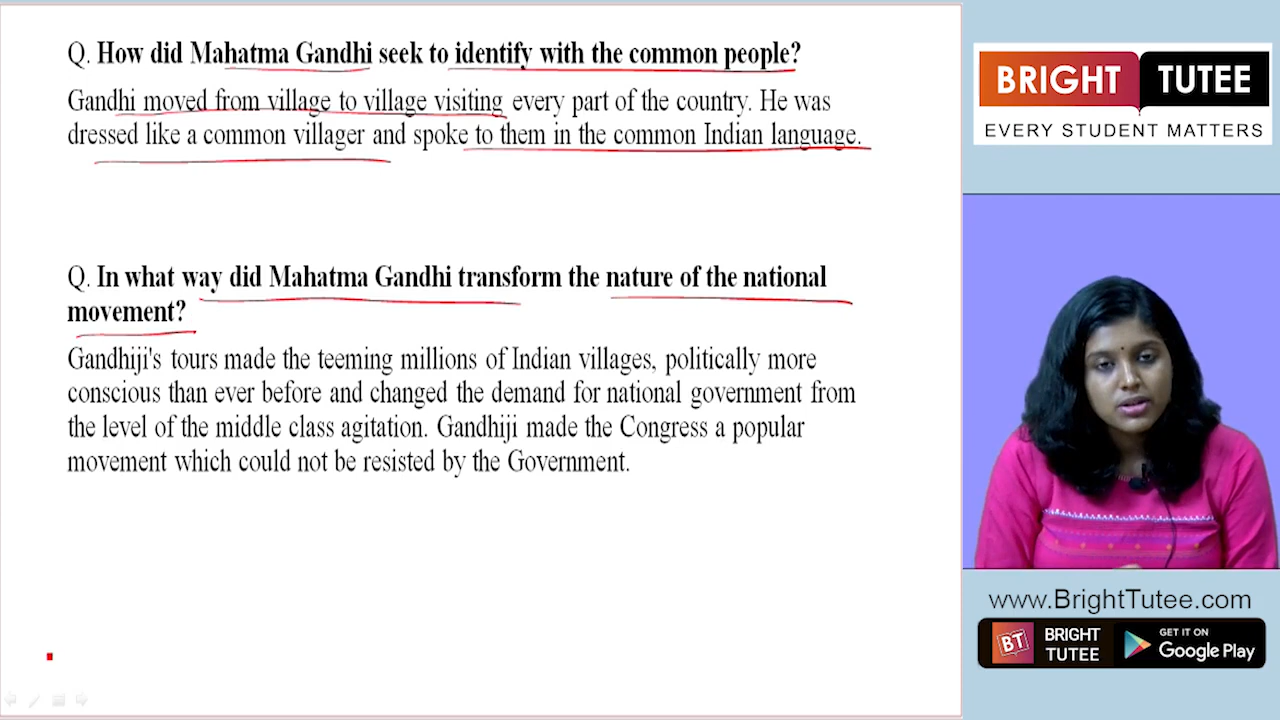 Q. How did Mahatma Gandhi seek to identify with the common people?
Gandhi moved from village to village visiting every part of the country. He was
dressed like a common villager and spoke to them in the common Indian language.
Q. In what way did Mahatma Gandhi transform the nature of the national
movement?
Gandhiji's tours made the teeming millions of Indian villages, politically more
conscious than ever before and changed the demand for national government from
the level of the middle class agitation. Gandhiji made the Congress a popular
movement which could not be resisted by the Government.
BRIGHT TUTEE
EVERY STUDENT MATTERS
www.BrightTutee.com
BT
BRIGHT
TUTEE
GET IT ON
Google Play